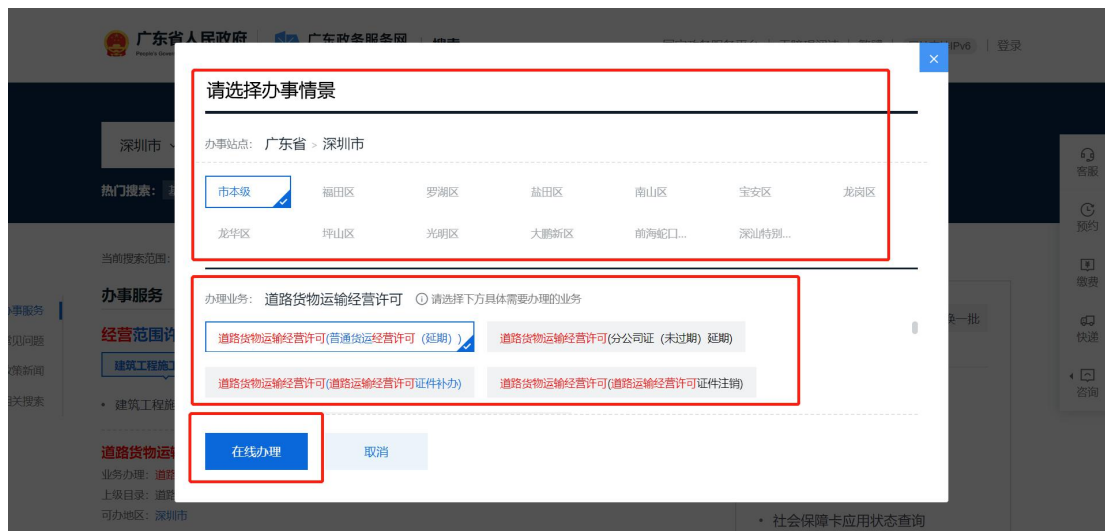 广东省人民政府 广东政务服务网 搜索 IPv6 登录
请选择办事情景
办事站点: 广东省 > 深圳市
深圳市
热门搜索:
市本级 福田区 罗湖区 盐田区 南山区 宝安区 龙岗区
龙华区 坪山区 光明区 大鹏新区 前海蛇口... 深汕特别...
当前搜索范围:
办事服务
办理业务: 道路货物运输经营许可 请选择下方具体需要办理的业务
经营范围许
道路货物运输经营许可(普通货运经营许可(延期)) 道路货物运输经营许可(分公司证(未过期)延期)
建筑工程施工
道路货物运输经营许可(道路运输经营许可证件补办) 道路货物运输经营许可(道路运输经营许可证件注销)
• 建筑工程施
在线办理 取消
道路货物运输
业务办理: 道路
上级目录: 道路
可办地区: 深圳市
• 社会保障卡应用状态查询
换一批
客服
预约
缴费
快递
咨询